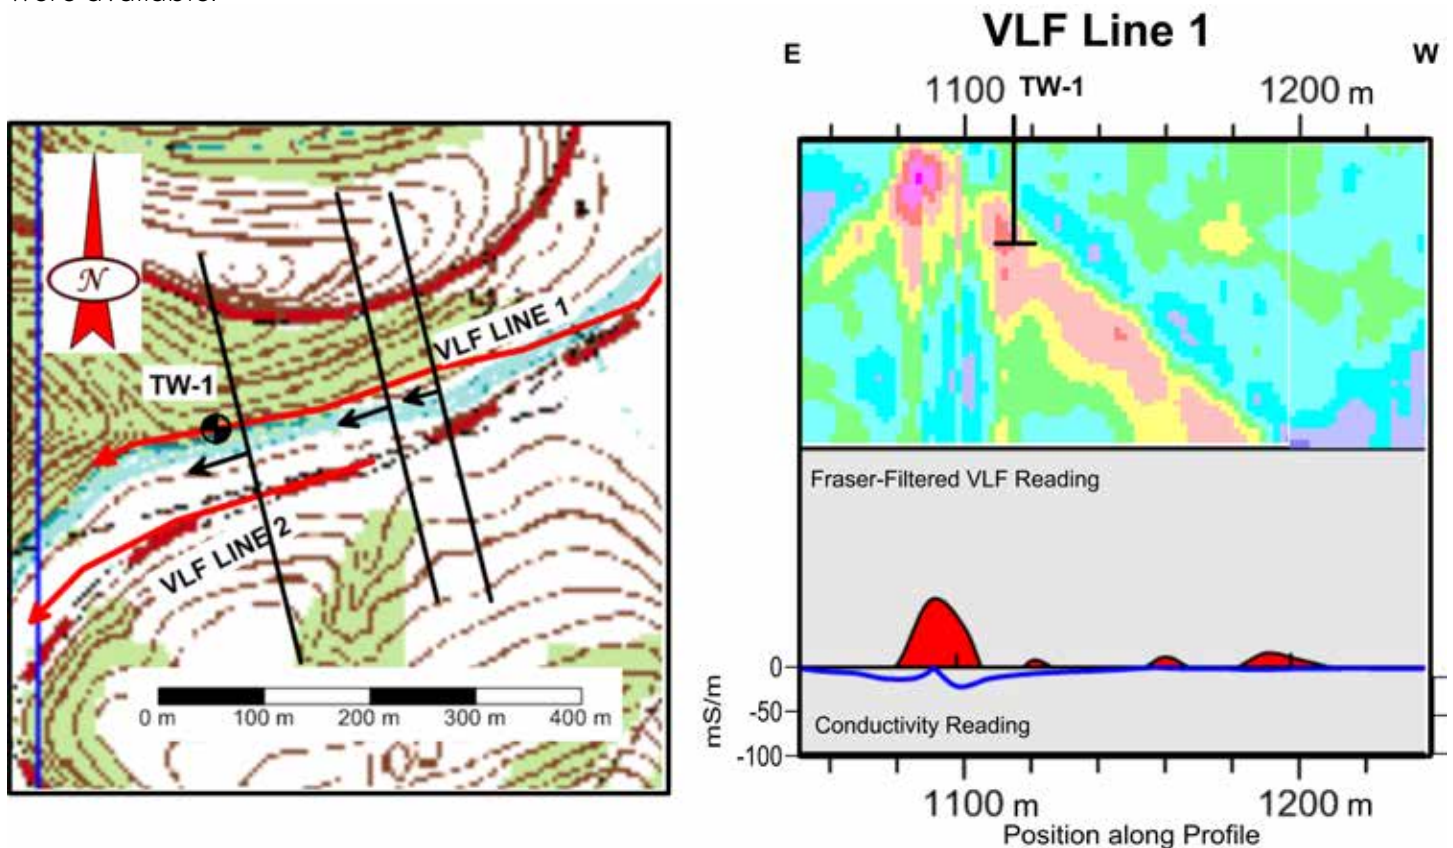 VLF Line 1
E
W
1100 TW-1 1200 m
N
VLF LINE 1
TW-1
VLF LINE 2
0 m 100 m 200 m 300 m 400 m
Fraser-Filtered VLF Reading
0
-50
-100
mS/m
Conductivity Reading
1100 m 1200 m
Position along Profile